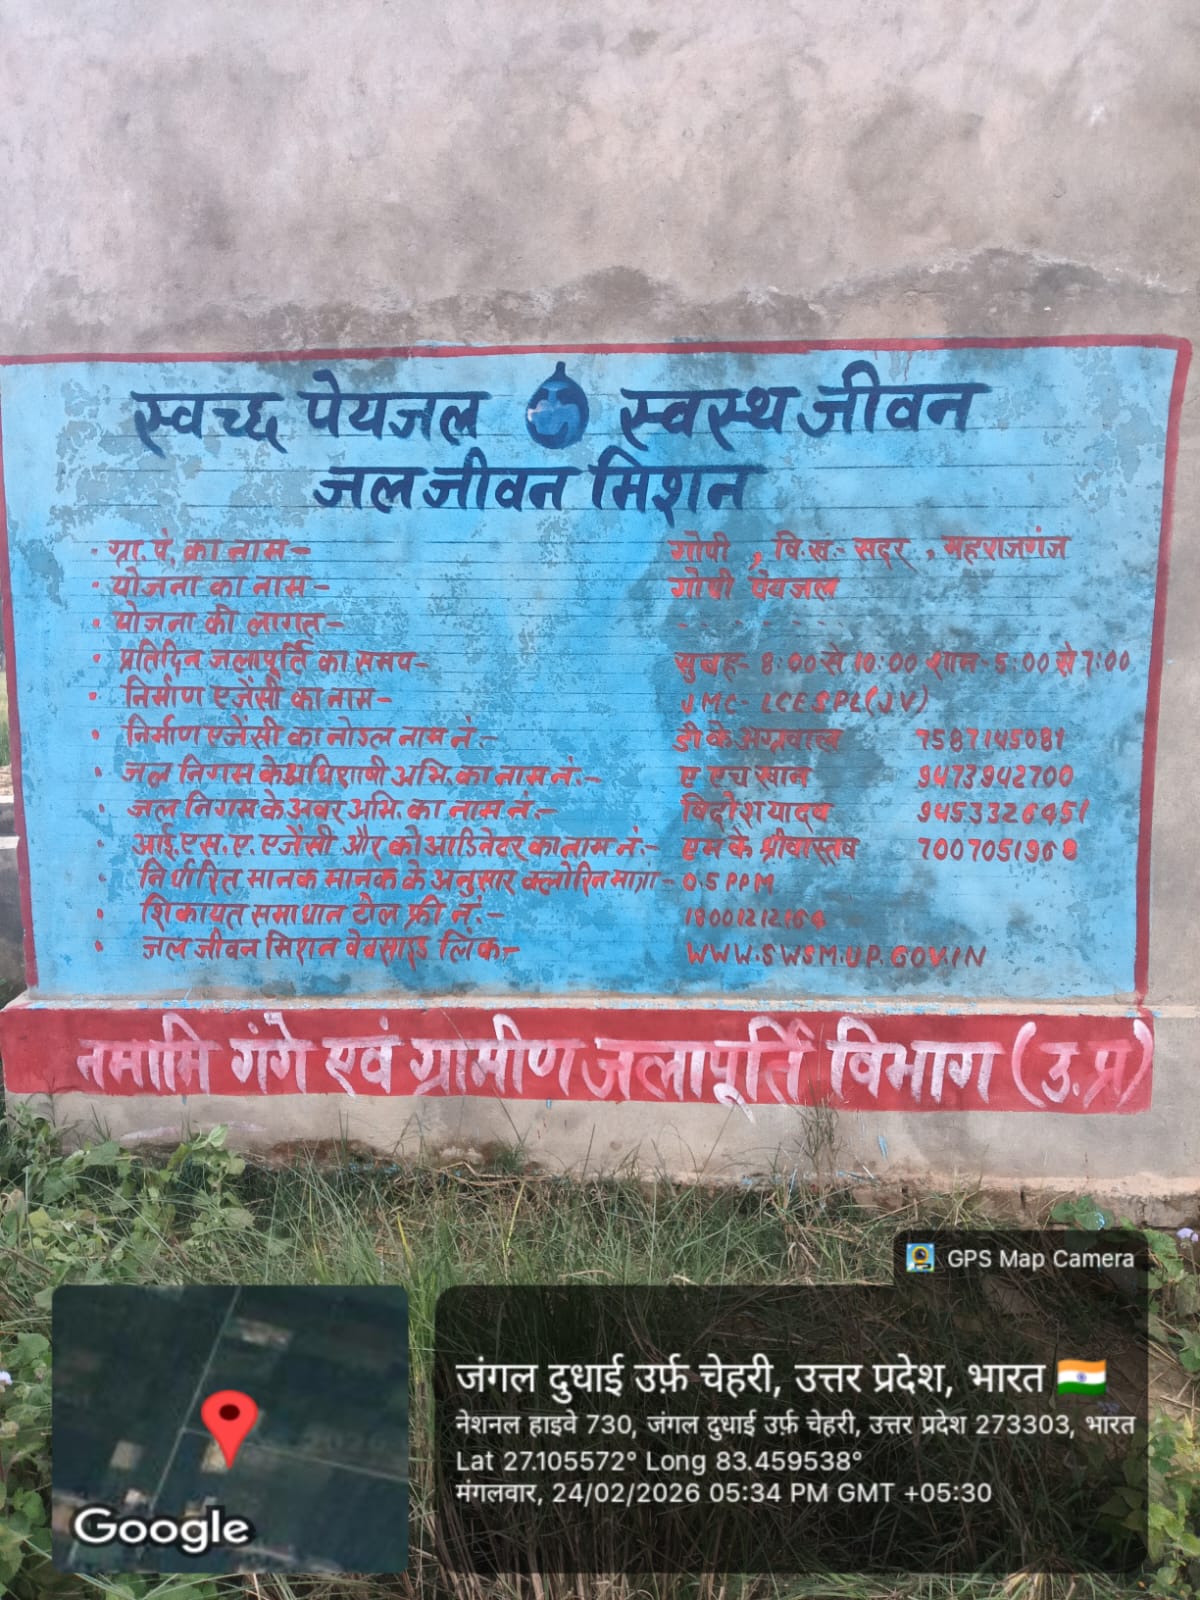 स्वच्छ पेयजल स्वस्थ जीवन
जल जीवन मिशन
ग्रा.पं. का नाम- गोपी , वि.ख.- सदर , महराजगंज
योजना का नाम- गोपी पेयजल
योजना की लागत-
प्रतिदिन जलापूर्ति का समय- सुबह- 8:00 से 10:00 शाम- 5:00 से 7:00
निर्माण एजेंसी का नाम- JMC- LCESPL(JV)
निर्माण एजेंसी का नोडल नाम नं.- डी के अग्रवाल 7587145081
जल निगम के अधिशाषी अभि. का नाम नं.- ए एच खान 9473942700
जल निगम के अवर अभि. का नाम नं.- विदोश यादव 9453326451
आई.एस.ए. एजेंसी और कोआडिनेटर का नाम नं.- एम के श्रीवास्तव 7007051968
निर्धारित मानक मानक के अनुसार क्लोरिन मात्रा- 0.5 PPM
शिकायत समाधान टोल फ्री नं.- 18001212164
जल जीवन मिशन वेबसाइड लिंक- WWW.SWSM.UP.GOV.IN
नमामि गंगे एवं ग्रामीण जलापूर्ति विभाग (उ.प्र)
GPS Map Camera
जंगल दुधाई उर्फ़ चेहरी, उत्तर प्रदेश, भारत
नेशनल हाइवे 730, जंगल दुधाई उर्फ़ चेहरी, उत्तर प्रदेश 273303, भारत
Lat 27.105572° Long 83.459538°
मंगलवार, 24/02/2026 05:34 PM GMT +05:30
Google